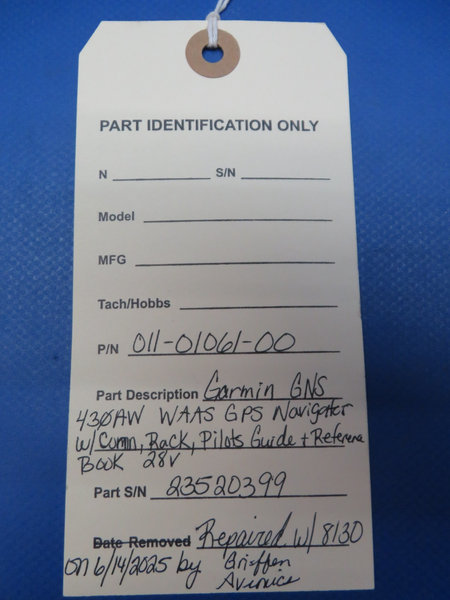 PART IDENTIFICATION ONLY
N S/N
Model
MFG
Tach/Hobbs
P/N 011-01061-00
Part Description Garmin GNS
430AW WAAS GPS Navigator
w/ Comm, Rack, Pilots Guide + Reference
Book 28V
Part S/N 23520399
Date Removed Repaired w/ 8130
on 6/14/2025 by Griffen
Avionics